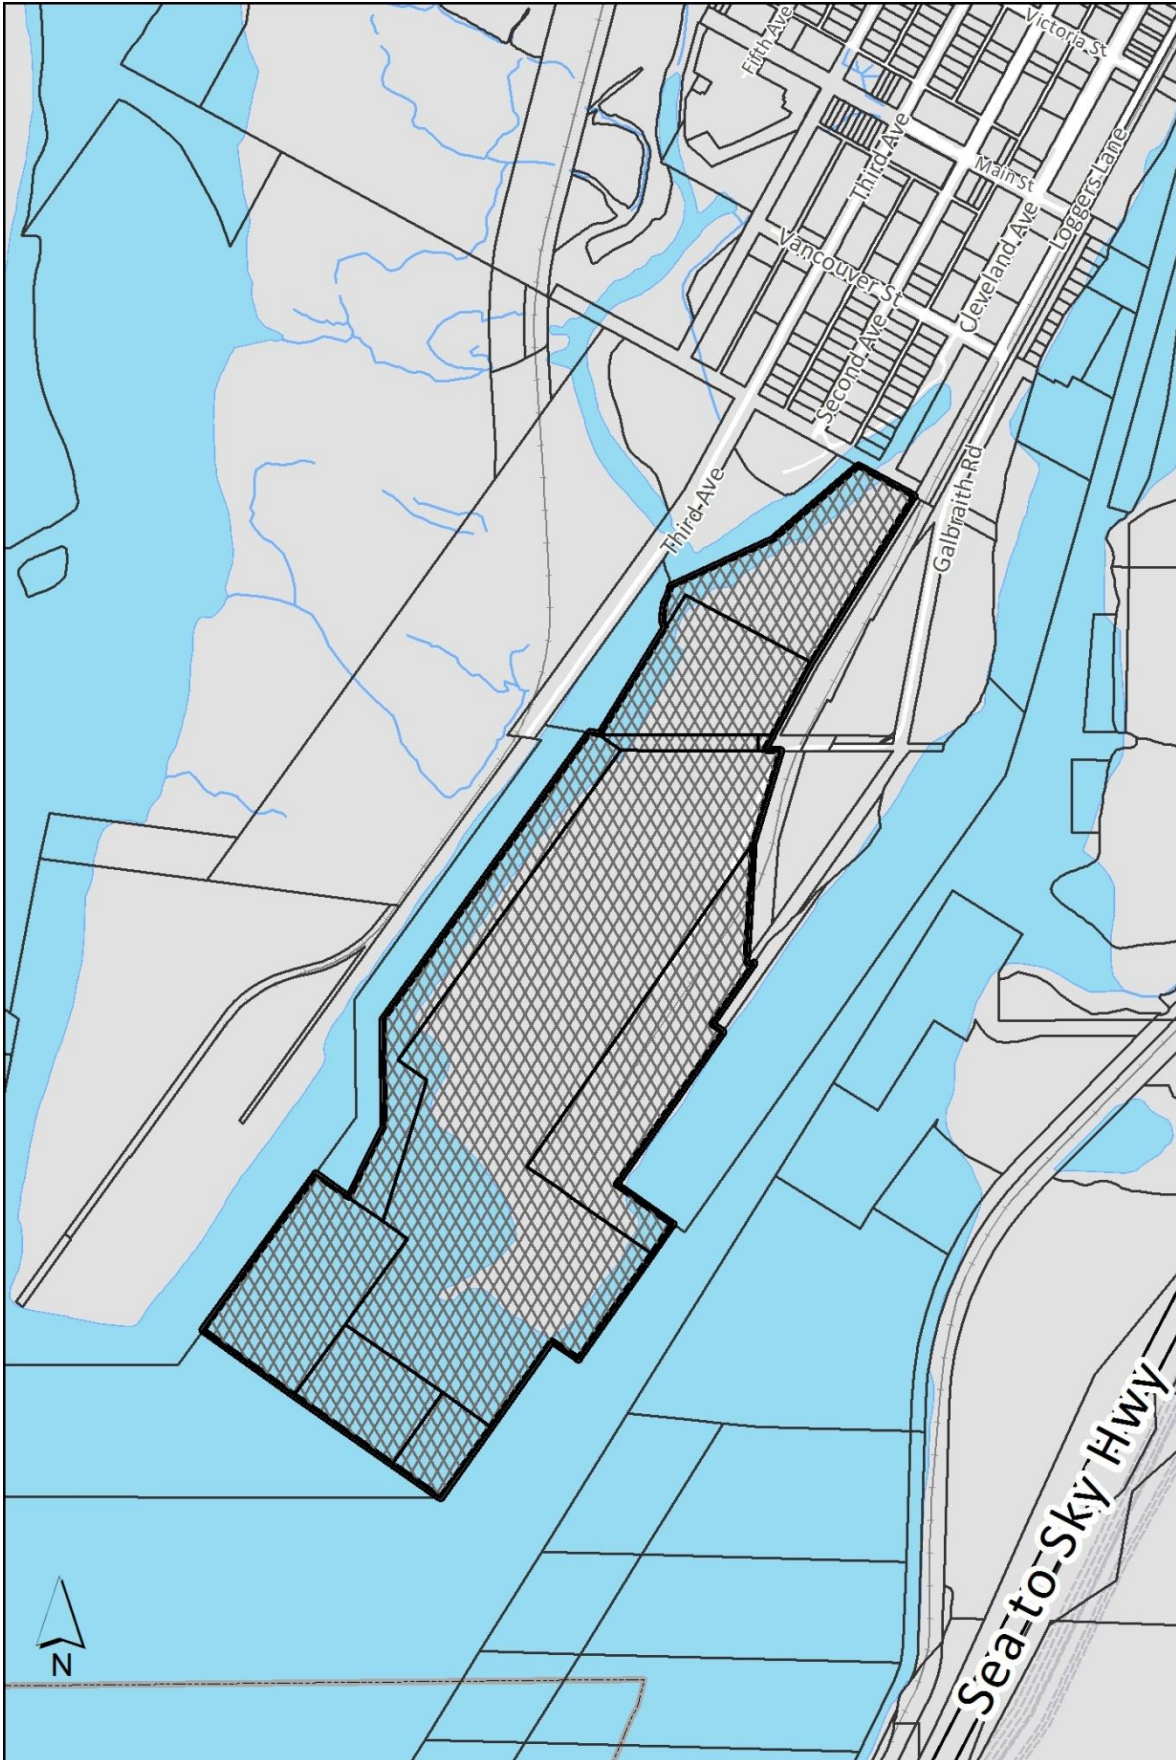 Victoria St
Fifth Ave
Third Ave
Main St
Loggers Lane
Vancouver St
Cleveland Ave
Second Ave
Third Ave
Galbraith Rd
Sea to Sky Hwy
N